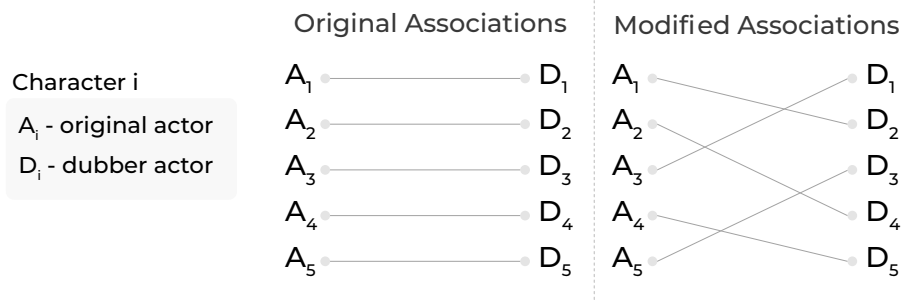 Original Associations
Modified Associations
Character i
A_i - original actor
D_i - dubber actor
A_1 D_1
A_2 D_2
A_3 D_3
A_4 D_4
A_5 D_5
A_1 D_1
A_2 D_2
A_3 D_3
A_4 D_4
A_5 D_5